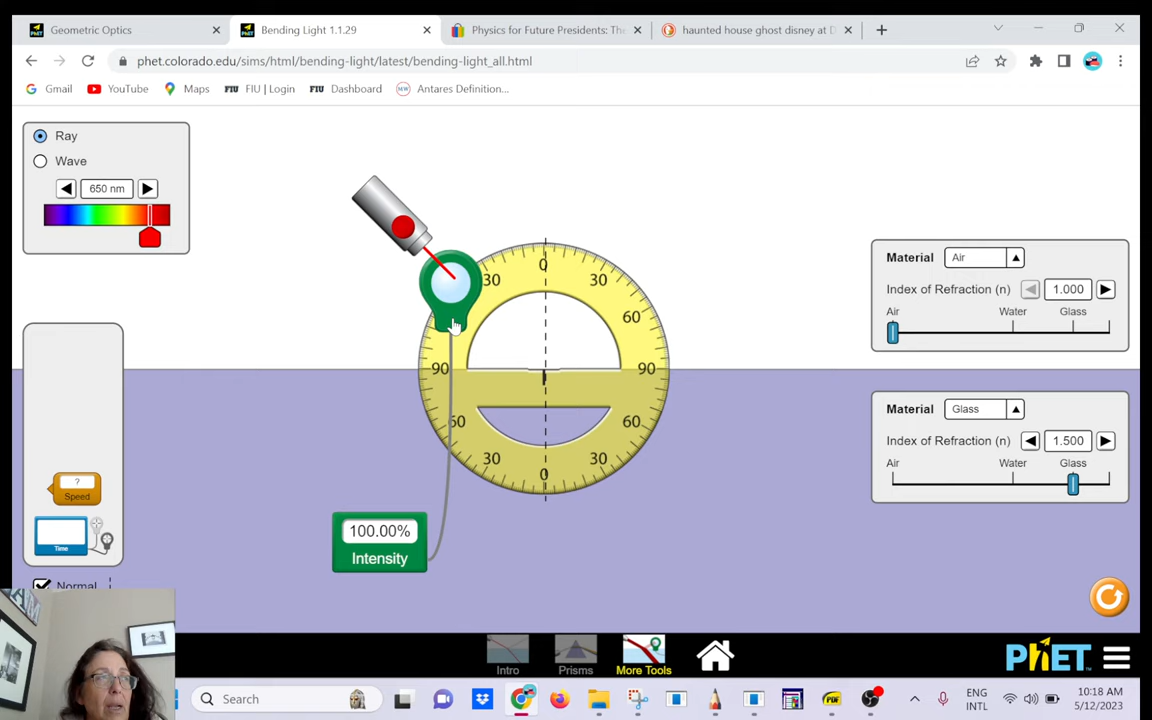 Geometric Optics
Bending Light 1.1.29
Physics for Future Presidents: The
haunted house ghost disney at D
phet.colorado.edu/sims/html/bending-light/latest/bending-light_all.html
Gmail
YouTube
Maps
FIU | Login
FIU Dashboard
Antares Definition...
Ray
Wave
650 nm
0
30
30
60
90
90
60
60
30
30
0
Material Air
Index of Refraction (n) 1.000
Air Water Glass
Material Glass
Index of Refraction (n) 1.500
Air Water Glass
?
Speed
Time
Normal
100.00%
Intensity
Intro
Prisms
More Tools
PhET
Search
ENG
INTL
10:18 AM
5/12/2023